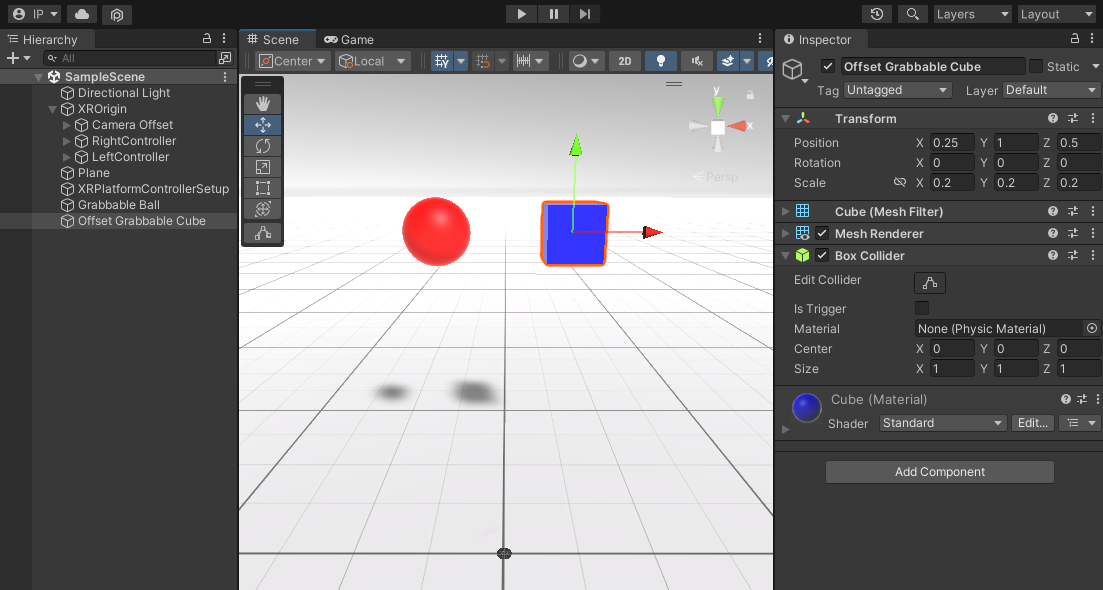 IP
Layers
Layout
Hierarchy
All
SampleScene
Directional Light
XROrigin
Camera Offset
RightController
LeftController
Plane
XRPlatformControllerSetup
Grabbable Ball
Offset Grabbable Cube
Scene
Game
Center
Local
2D
y
x
Persp
Inspector
Offset Grabbable Cube
Static
Tag Untagged Layer Default
Transform
Position X 0.25 Y 1 Z 0.5
Rotation X 0 Y 0 Z 0
Scale X 0.2 Y 0.2 Z 0.2
Cube (Mesh Filter)
Mesh Renderer
Box Collider
Edit Collider
Is Trigger
Material None (Physic Material)
Center X 0 Y 0 Z 0
Size X 1 Y 1 Z 1
Cube (Material)
Shader Standard Edit...
Add Component